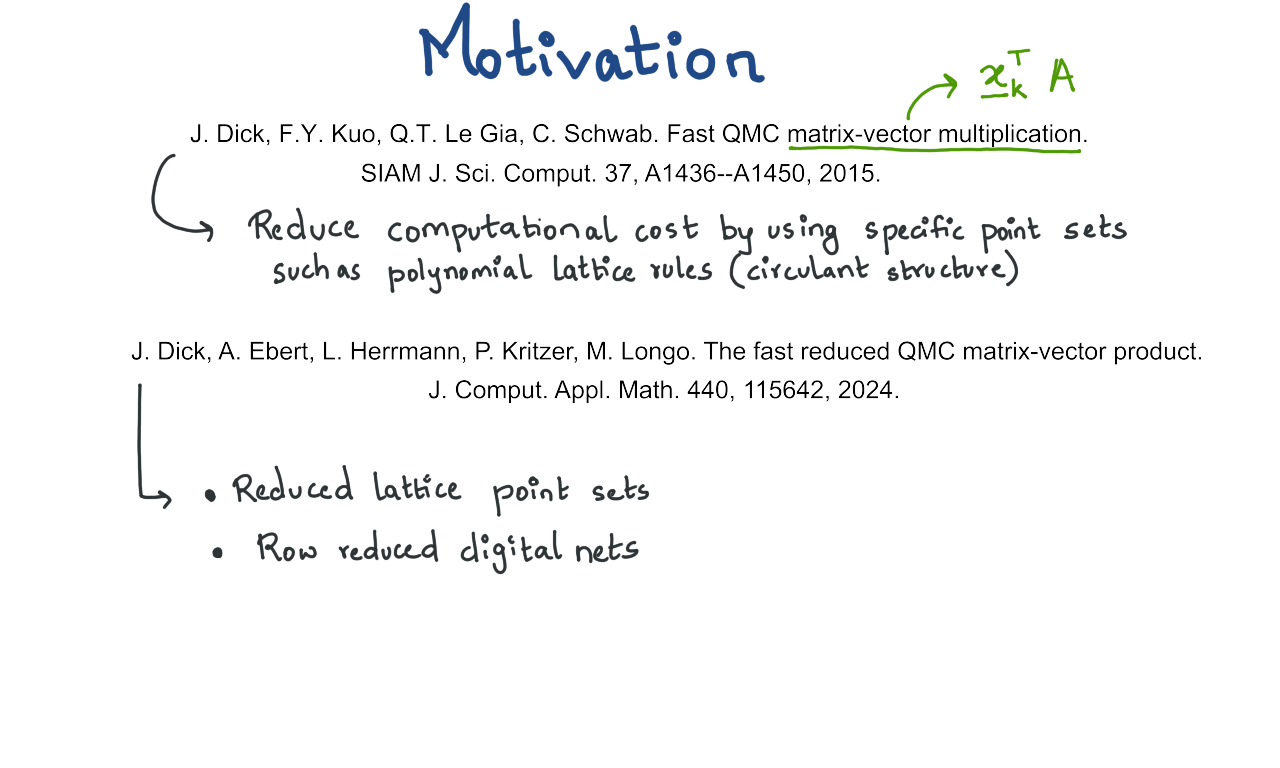 Motivation
x_k^T A
J. Dick, F.Y. Kuo, Q.T. Le Gia, C. Schwab. Fast QMC matrix-vector multiplication.
SIAM J. Sci. Comput. 37, A1436--A1450, 2015.
Reduce computational cost by using specific point sets
such as polynomial lattice rules (circulant structure)
J. Dick, A. Ebert, L. Herrmann, P. Kritzer, M. Longo. The fast reduced QMC matrix-vector product.
J. Comput. Appl. Math. 440, 115642, 2024.
• Reduced lattice point sets
• Row reduced digital nets